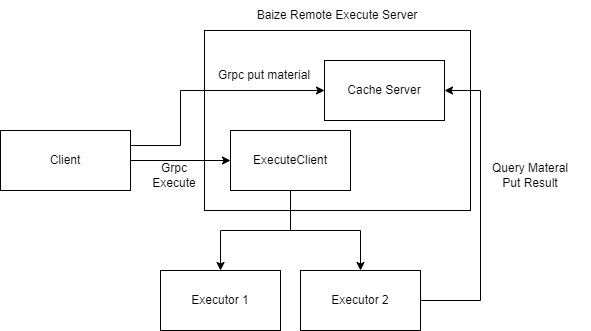 Baize Remote Execute Server
Grpc put material
Cache Server
Client
ExecuteClient
Grpc
Execute
Query Materal
Put Result
Executor 1
Executor 2